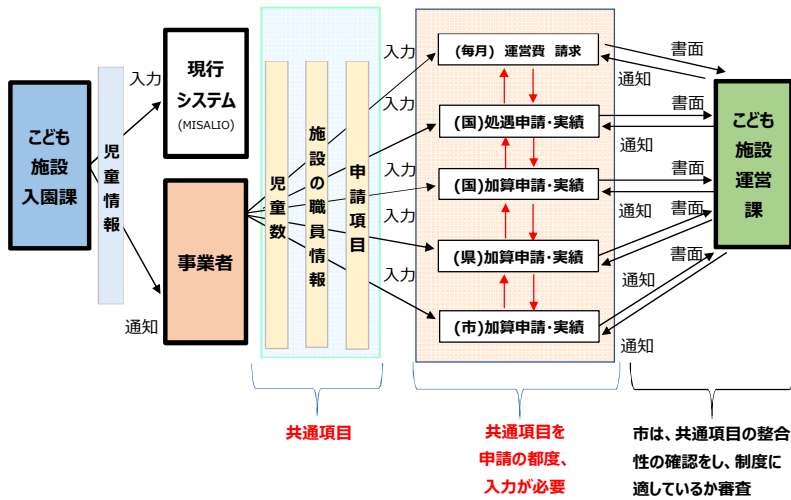 こども
施設
入園課
児童情報
入力
通知
現行
システム
(MISALIO)
事業者
児童数
施設の職員情報
申請項目
入力
入力
入力
入力
入力
(毎月) 運営費 請求
(国)処遇申請・実績
(国)加算申請・実績
(県)加算申請・実績
(市)加算申請・実績
書面
通知
書面
通知
書面
通知
書面
通知
書面
通知
こども
施設
運営
課
共通項目
共通項目を
申請の都度、
入力が必要
市は、共通項目の整合
性の確認をし、制度に
適しているか審査